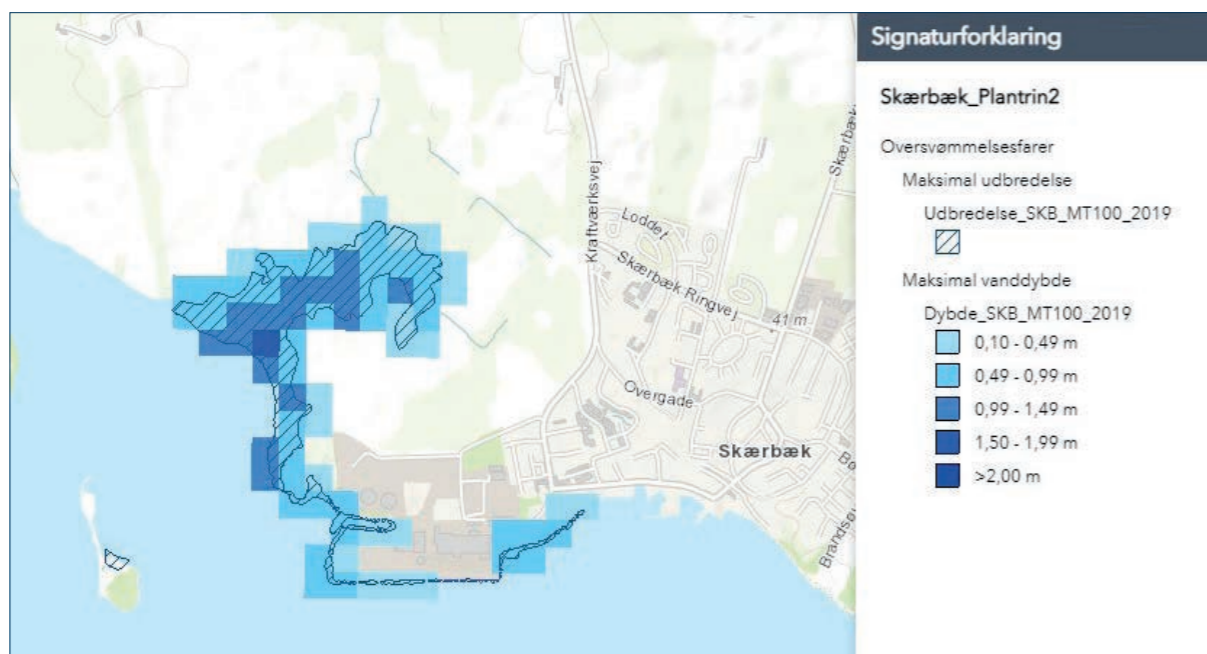 Signaturforklaring
Skærbæk_Plantrin2
Oversvømmelsesfarer
Maksimal udbredelse
Udbredelse_SKB_MT100_2019
Maksimal vanddybde
Dybde_SKB_MT100_2019
0,10 - 0,49 m
0,49 - 0,99 m
0,99 - 1,49 m
1,50 - 1,99 m
>2,00 m
Kraftværksvej
Skærbæk
Loddet
Skærbæk Ringvej
41 m
Overgade
Skærbæk